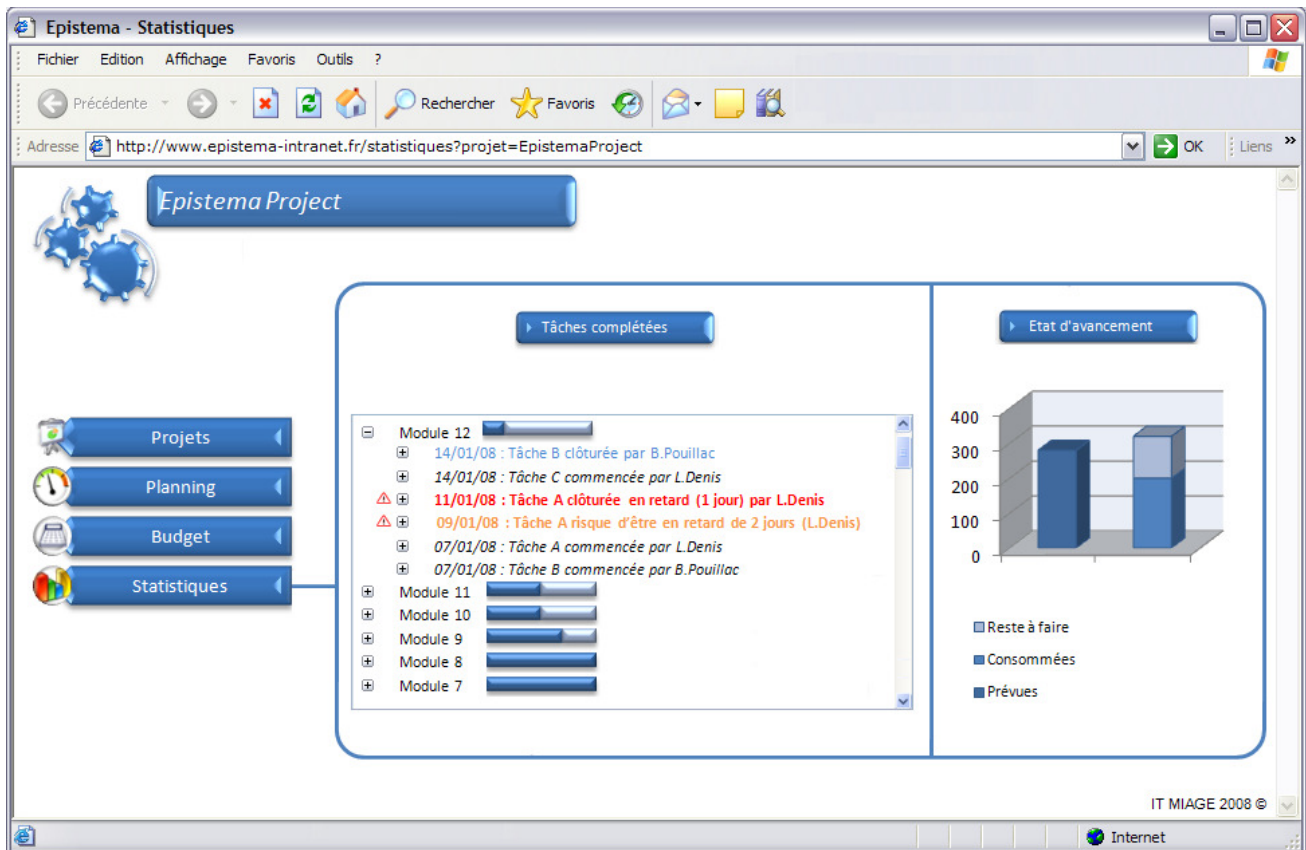 Epistema - Statistiques
Fichier Edition Affichage Favoris Outils ?
Précédente Rechercher Favoris
Adresse http://www.epistema-intranet.fr/statistiques?projet=EpistemaProject OK Liens »
Epistema Project
Tâches complétées
Etat d'avancement
Projets
Planning
Budget
Statistiques
Module 12
14/01/08 : Tâche B clôturée par B.Pouillac
14/01/08 : Tâche C commencée par L.Denis
11/01/08 : Tâche A clôturée en retard (1 jour) par L.Denis
09/01/08 : Tâche A risque d'être en retard de 2 jours (L.Denis)
07/01/08 : Tâche A commencée par L.Denis
07/01/08 : Tâche B commencée par B.Pouillac
Module 11
Module 10
Module 9
Module 8
Module 7
400
300
200
100
0
Reste à faire
Consommées
Prévues
IT MIAGE 2008 ©
Internet